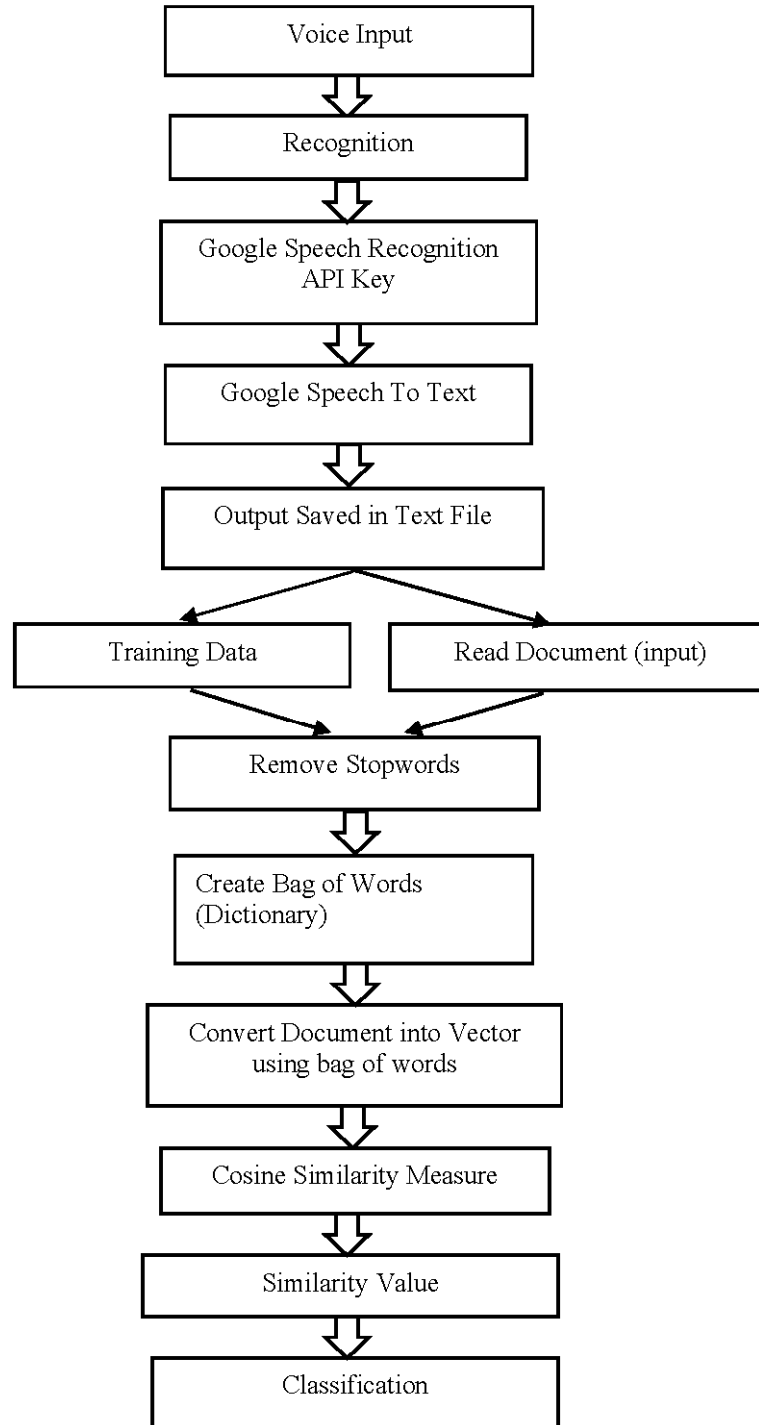 Voice Input
Recognition
Google Speech Recognition
API Key
Google Speech To Text
Output Saved in Text File
Training Data
Read Document (input)
Remove Stopwords
Create Bag of Words
(Dictionary)
Convert Document into Vector
using bag of words
Cosine Similarity Measure
Similarity Value
Classification